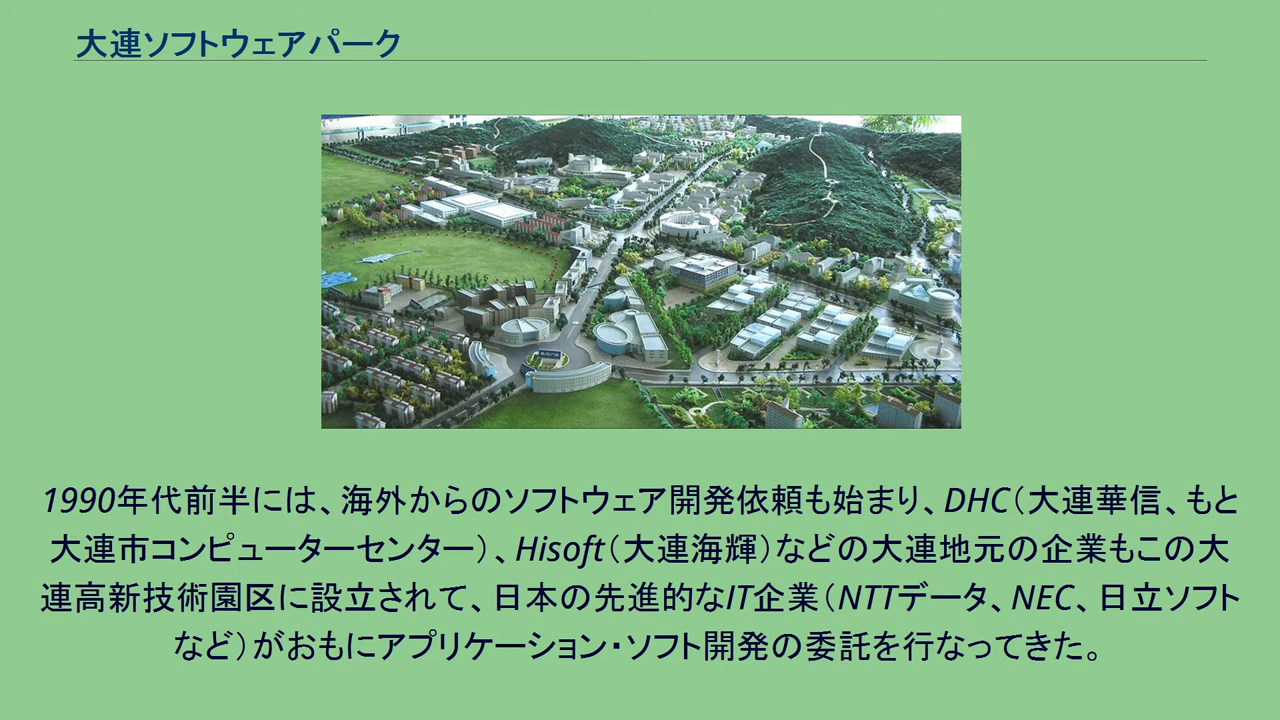 大連ソフトウェアパーク
1990年代前半には、海外からのソフトウェア開発依頼も始まり、DHC（大連華信、もと
大連市コンピューターセンター）、Hisoft（大連海輝）などの大連地元の企業もこの大
連高新技術園区に設立されて、日本の先進的なIT企業（NTTデータ、NEC、日立ソフト
など）がおもにアプリケーション・ソフト開発の委託を行なってきた。